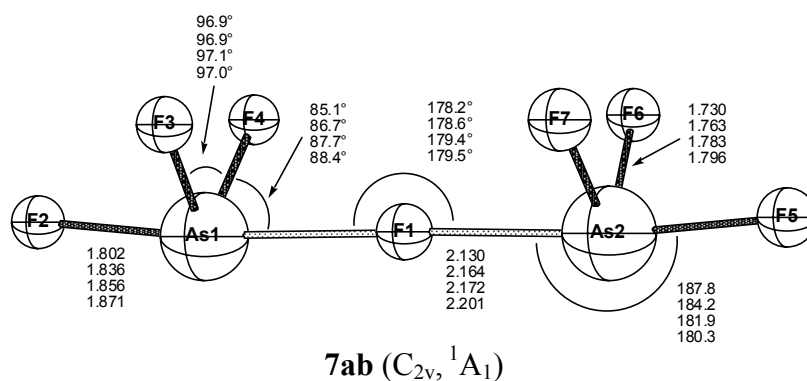 96.9°
96.9°
97.1°
97.0°
85.1°
86.7°
87.7°
88.4°
178.2°
178.6°
179.4°
179.5°
1.730
1.763
1.783
1.796
F3
F4
F7
F6
F2
As1
F1
As2
F5
1.802
1.836
1.856
1.871
2.130
2.164
2.172
2.201
187.8
184.2
181.9
180.3
7ab (C2v, 1A1)